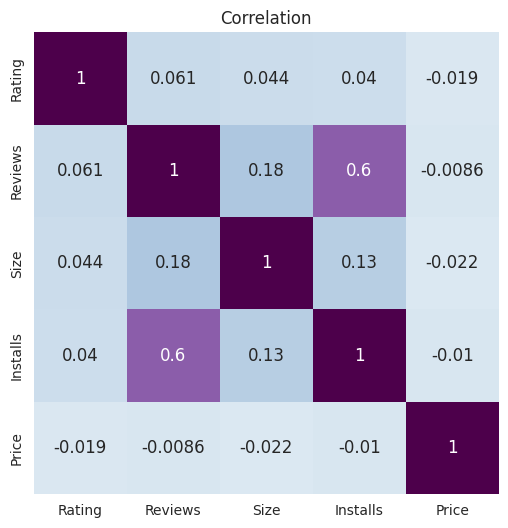 Correlation
Rating 1 0.061 0.044 0.04 -0.019
Reviews 0.061 1 0.18 0.6 -0.0086
Size 0.044 0.18 1 0.13 -0.022
Installs 0.04 0.6 0.13 1 -0.01
Price -0.019 -0.0086 -0.022 -0.01 1
Rating Reviews Size Installs Price